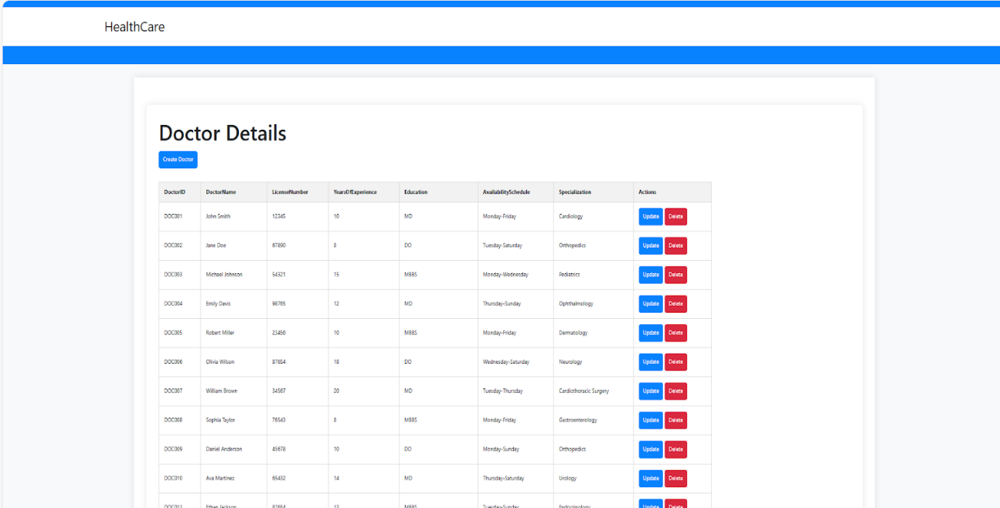 HealthCare
Doctor Details
Create Doctor
DoctorID DoctorName LicenseNumber YearsOfExperience Education AvailabilitySchedule Specialization Actions
DOC001 John Smith 12345 10 MD Monday-Friday Cardiology Update Delete
DOC002 Jane Doe 67890 8 DO Tuesday-Saturday Orthopedics Update Delete
DOC003 Michael Johnson 54321 15 MBBS Monday-Wednesday Pediatrics Update Delete
DOC004 Emily Davis 98765 12 MD Thursday-Sunday Ophthalmology Update Delete
DOC005 Robert Miller 23456 10 MBBS Monday-Friday Dermatology Update Delete
DOC006 Olivia Wilson 87654 18 DO Wednesday-Saturday Neurology Update Delete
DOC007 William Brown 34567 20 MD Tuesday-Thursday Cardiothoracic Surgery Update Delete
DOC008 Sophia Taylor 76543 8 MBBS Monday-Friday Gastroenterology Update Delete
DOC009 Daniel Anderson 45678 10 DO Monday-Sunday Orthopedics Update Delete
DOC010 Ava Martinez 65432 14 MD Thursday-Saturday Urology Update Delete
DOC011 Ethan Jackson 87654 12 MBBS Tuesday-Sunday Endocrinology Update Delete